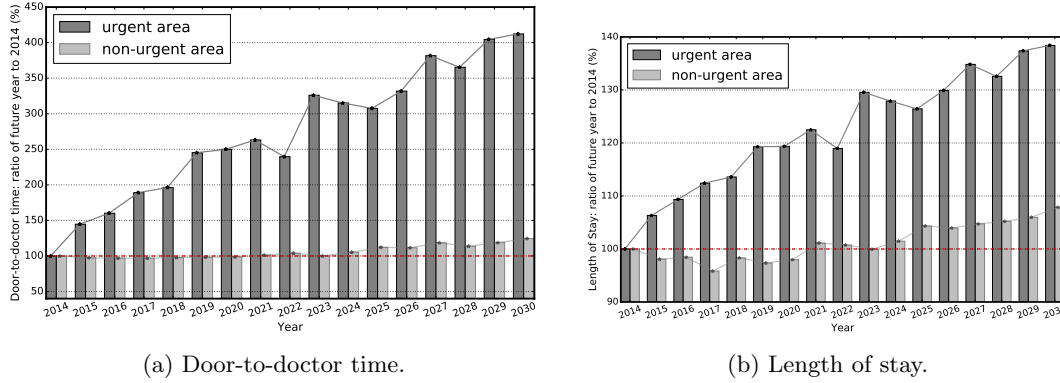 Door-to-doctor time: ratio of future year to 2014 (%)
450
400
350
300
250
200
150
100
50
urgent area
non-urgent area
2014 2015 2016 2017 2018 2019 2020 2021 2022 2023 2024 2025 2026 2027 2028 2029 2030
Year
(a) Door-to-doctor time.
Length of Stay: ratio of future year to 2014 (%)
140
130
120
110
100
90
urgent area
non-urgent area
2014 2015 2016 2017 2018 2019 2020 2021 2022 2023 2024 2025 2026 2027 2028 2029 203
Year
(b) Length of stay.